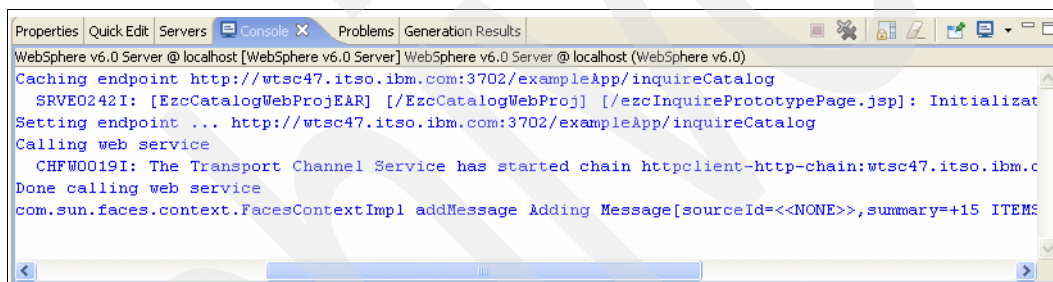 Properties Quick Edit Servers Console Problems Generation Results
WebSphere v6.0 Server @ localhost [WebSphere v6.0 Server] WebSphere v6.0 Server @ localhost (WebSphere v6.0)
Caching endpoint http://wtsc47.itso.ibm.com:3702/exampleApp/inquireCatalog
SRVE0242I: [EzcCatalogWebProjEAR] [/EzcCatalogWebProj] [/ezcInquirePrototypePage.jsp]: Initializat
Setting endpoint ... http://wtsc47.itso.ibm.com:3702/exampleApp/inquireCatalog
Calling web service
CHFW0019I: The Transport Channel Service has started chain httpclient-http-chain:wtsc47.itso.ibm.c
Done calling web service
com.sun.faces.context.FacesContextImpl addMessage Adding Message[sourceId=<<NONE>>,summary=+15 ITEMS